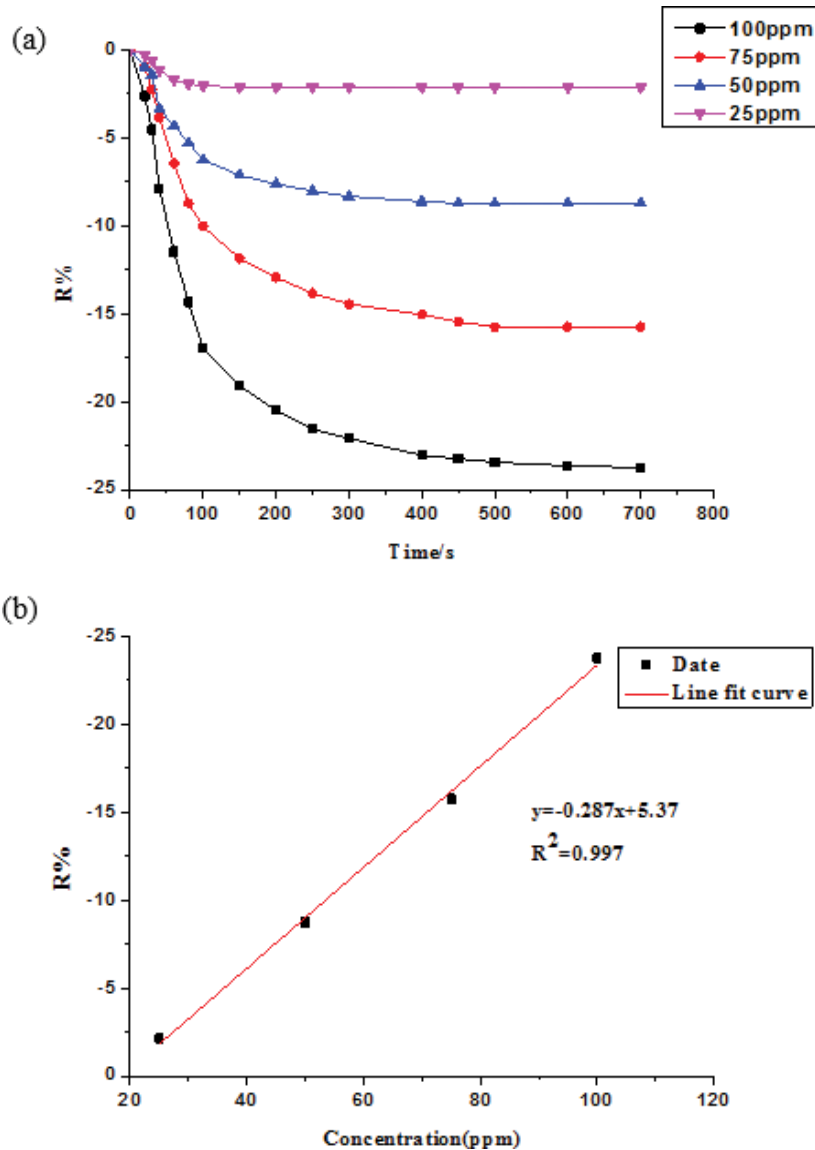 (a)
100ppm
75ppm
50ppm
25ppm
0
-5
-10
-15
-20
-25
R%
0 100 200 300 400 500 600 700 800
Time/s
(b)
-25
-20
-15
-10
-5
0
R%
Date
Line fit curve
y=-0.287x+5.37
R²=0.997
20 40 60 80 100 120
Concentration(ppm)